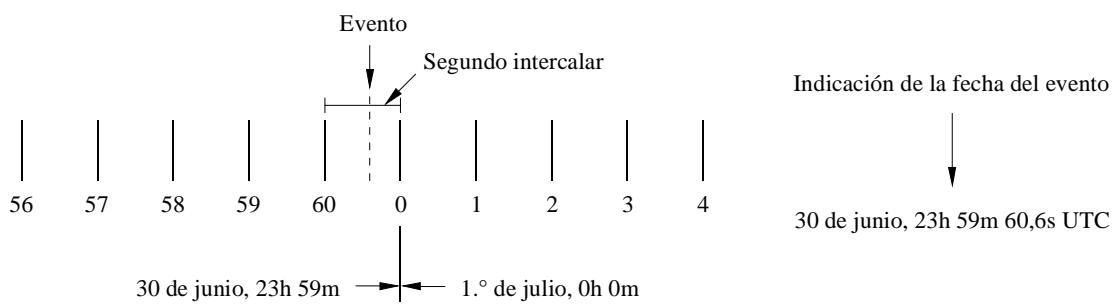 Evento
Segundo intercalar
Indicación de la fecha del evento
56 57 58 59 60 0 1 2 3 4
30 de junio, 23h 59m 60,6s UTC
30 de junio, 23h 59m 1.° de julio, 0h 0m